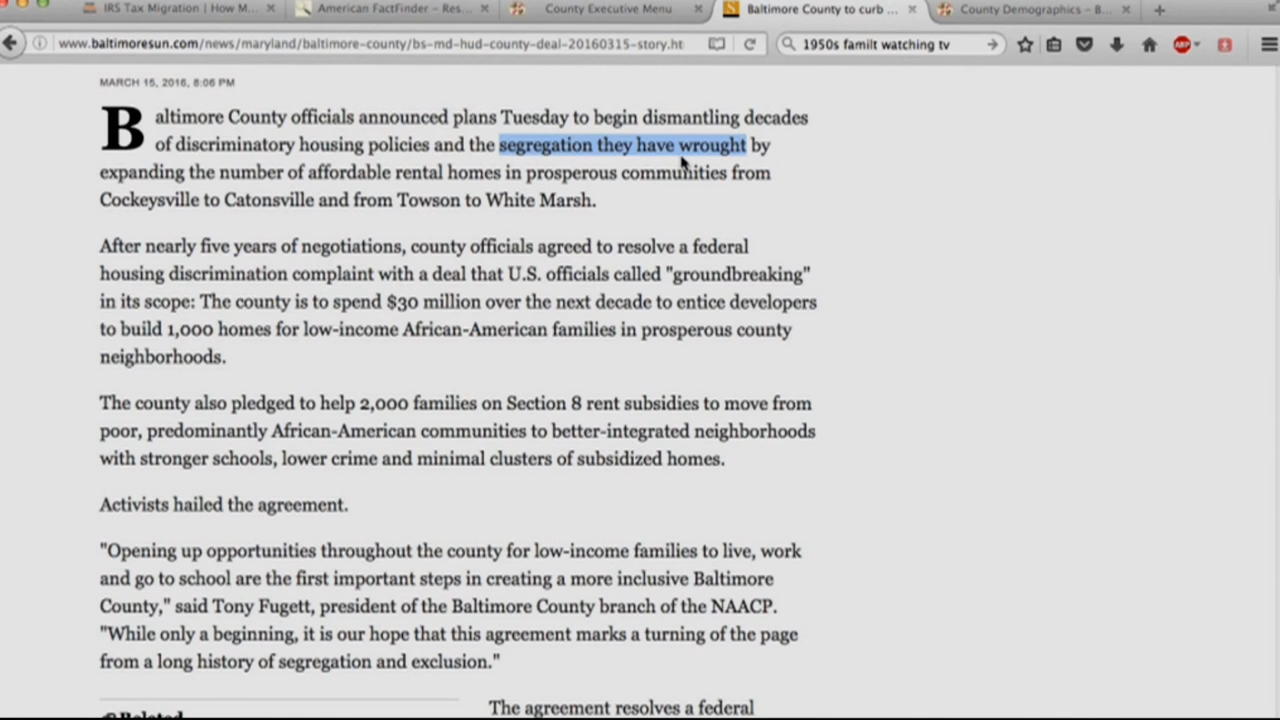 IRS Tax Migration | How M...
American FactFinder – Res...
County Executive Menu
Baltimore County to curb ...
County Demographics – B...
www.baltimoresun.com/news/maryland/baltimore-county/bs-md-hud-county-deal-20160315-story.ht
1950s familt watching tv
ABP
MARCH 15, 2016, 8:06 PM
Baltimore County officials announced plans Tuesday to begin dismantling decades
of discriminatory housing policies and the segregation they have wrought by
expanding the number of affordable rental homes in prosperous communities from
Cockeysville to Catonsville and from Towson to White Marsh.
After nearly five years of negotiations, county officials agreed to resolve a federal
housing discrimination complaint with a deal that U.S. officials called "groundbreaking"
in its scope: The county is to spend $30 million over the next decade to entice developers
to build 1,000 homes for low-income African-American families in prosperous county
neighborhoods.
The county also pledged to help 2,000 families on Section 8 rent subsidies to move from
poor, predominantly African-American communities to better-integrated neighborhoods
with stronger schools, lower crime and minimal clusters of subsidized homes.
Activists hailed the agreement.
"Opening up opportunities throughout the county for low-income families to live, work
and go to school are the first important steps in creating a more inclusive Baltimore
County," said Tony Fugett, president of the Baltimore County branch of the NAACP.
"While only a beginning, it is our hope that this agreement marks a turning of the page
from a long history of segregation and exclusion."
Related
The agreement resolves a federal